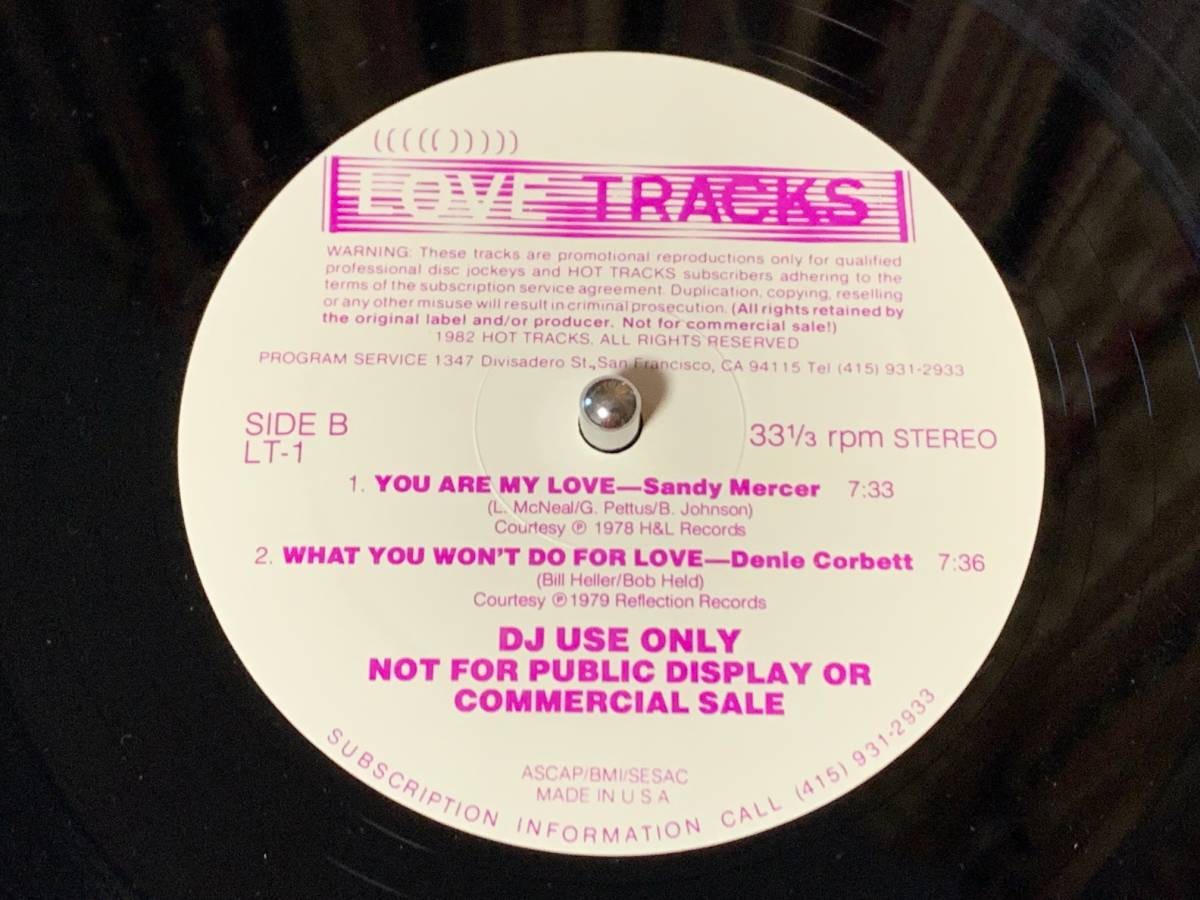 ((((( )))))
LOVE TRACKS
WARNING: These tracks are promotional reproductions only for qualified
professional disc jockeys and HOT TRACKS subscribers adhering to the
terms of the subscription service agreement. Duplication, copying, reselling
or any other misuse will result in criminal prosecution. (All rights retained by
the original label and/or producer. Not for commercial sale!)
1982 HOT TRACKS. ALL RIGHTS RESERVED
PROGRAM SERVICE 1347 Divisadero St., San Francisco, CA 94115 Tel (415) 931-2933
SIDE B
LT-1
33 1/3 rpm STEREO
1. YOU ARE MY LOVE—Sandy Mercer 7:33
(L. McNeal/G. Pettus/B. Johnson)
Courtesy ℗ 1978 H&L Records
2. WHAT YOU WON'T DO FOR LOVE—Denie Corbett 7:36
(Bill Heller/Bob Held)
Courtesy ℗ 1979 Reflection Records
DJ USE ONLY
NOT FOR PUBLIC DISPLAY OR
COMMERCIAL SALE
ASCAP/BMI/SESAC
MADE IN U S A
SUBSCRIPTION INFORMATION CALL (415) 931-2933